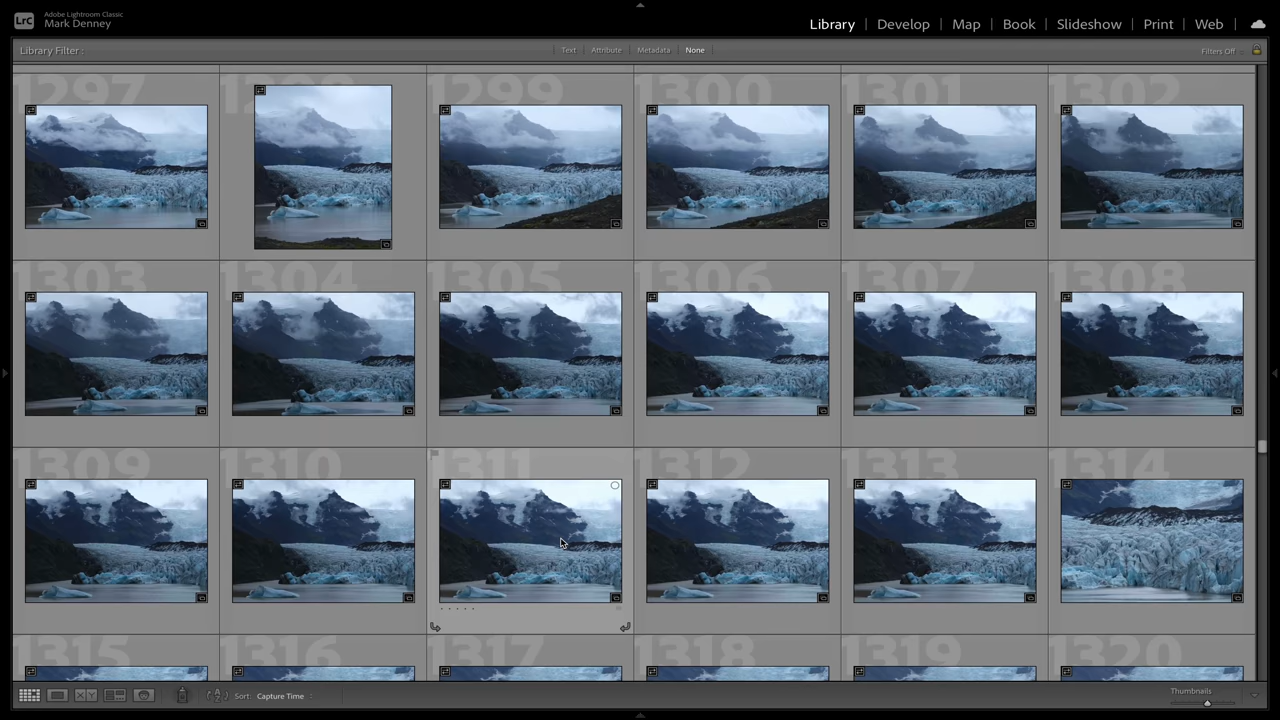 LrC
Adobe Lightroom Classic
Mark Denney
Library | Develop | Map | Book | Slideshow | Print | Web
Library Filter :
Text | Attribute | Metadata | None
Filters Off
1297 1298 1299 1300 1301 1302
1303 1304 1305 1306 1307 1308
1309 1310 1311 1312 1313 1314
1315 1316 1317 1318 1319 1320
XY
AZ
Sort: Capture Time
Thumbnails